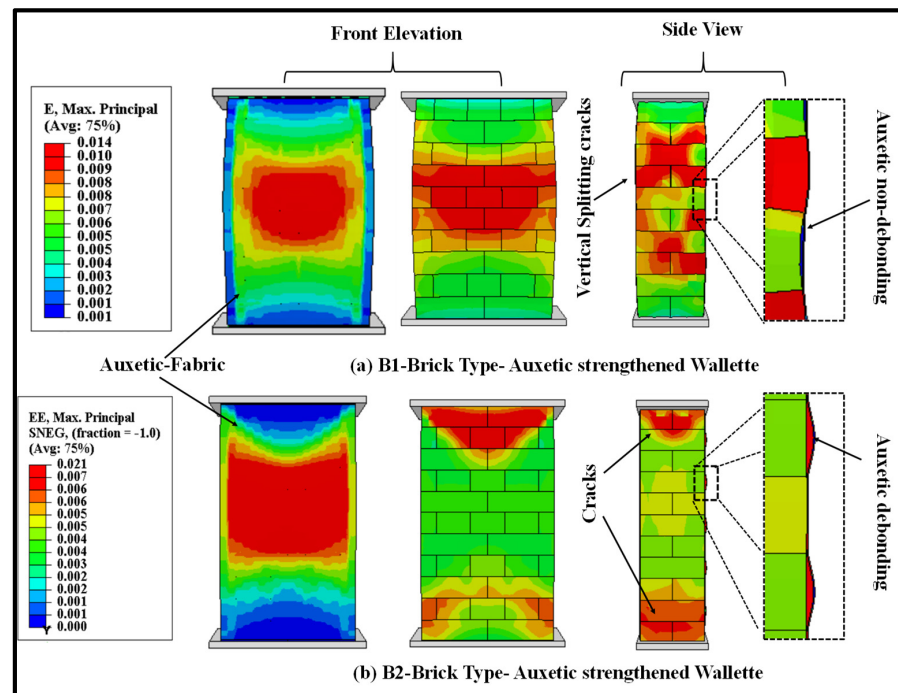 Front Elevation
Side View
E, Max. Principal
(Avg: 75%)
0.014
0.010
0.009
0.008
0.007
0.006
0.005
0.004
0.004
0.003
0.002
0.001
0.001
Vertical Splitting cracks
Auxetic non-debonding
Auxetic-Fabric
(a) B1-Brick Type- Auxetic strengthened Wallette
EE, Max. Principal
SNEG, (fraction = -1.0)
(Avg: 75%)
0.021
0.007
0.006
0.006
0.005
0.005
0.004
0.003
0.002
0.002
0.001
0.001
0.000
Y
Cracks
Auxetic debonding
(b) B2-Brick Type- Auxetic strengthened Wallette